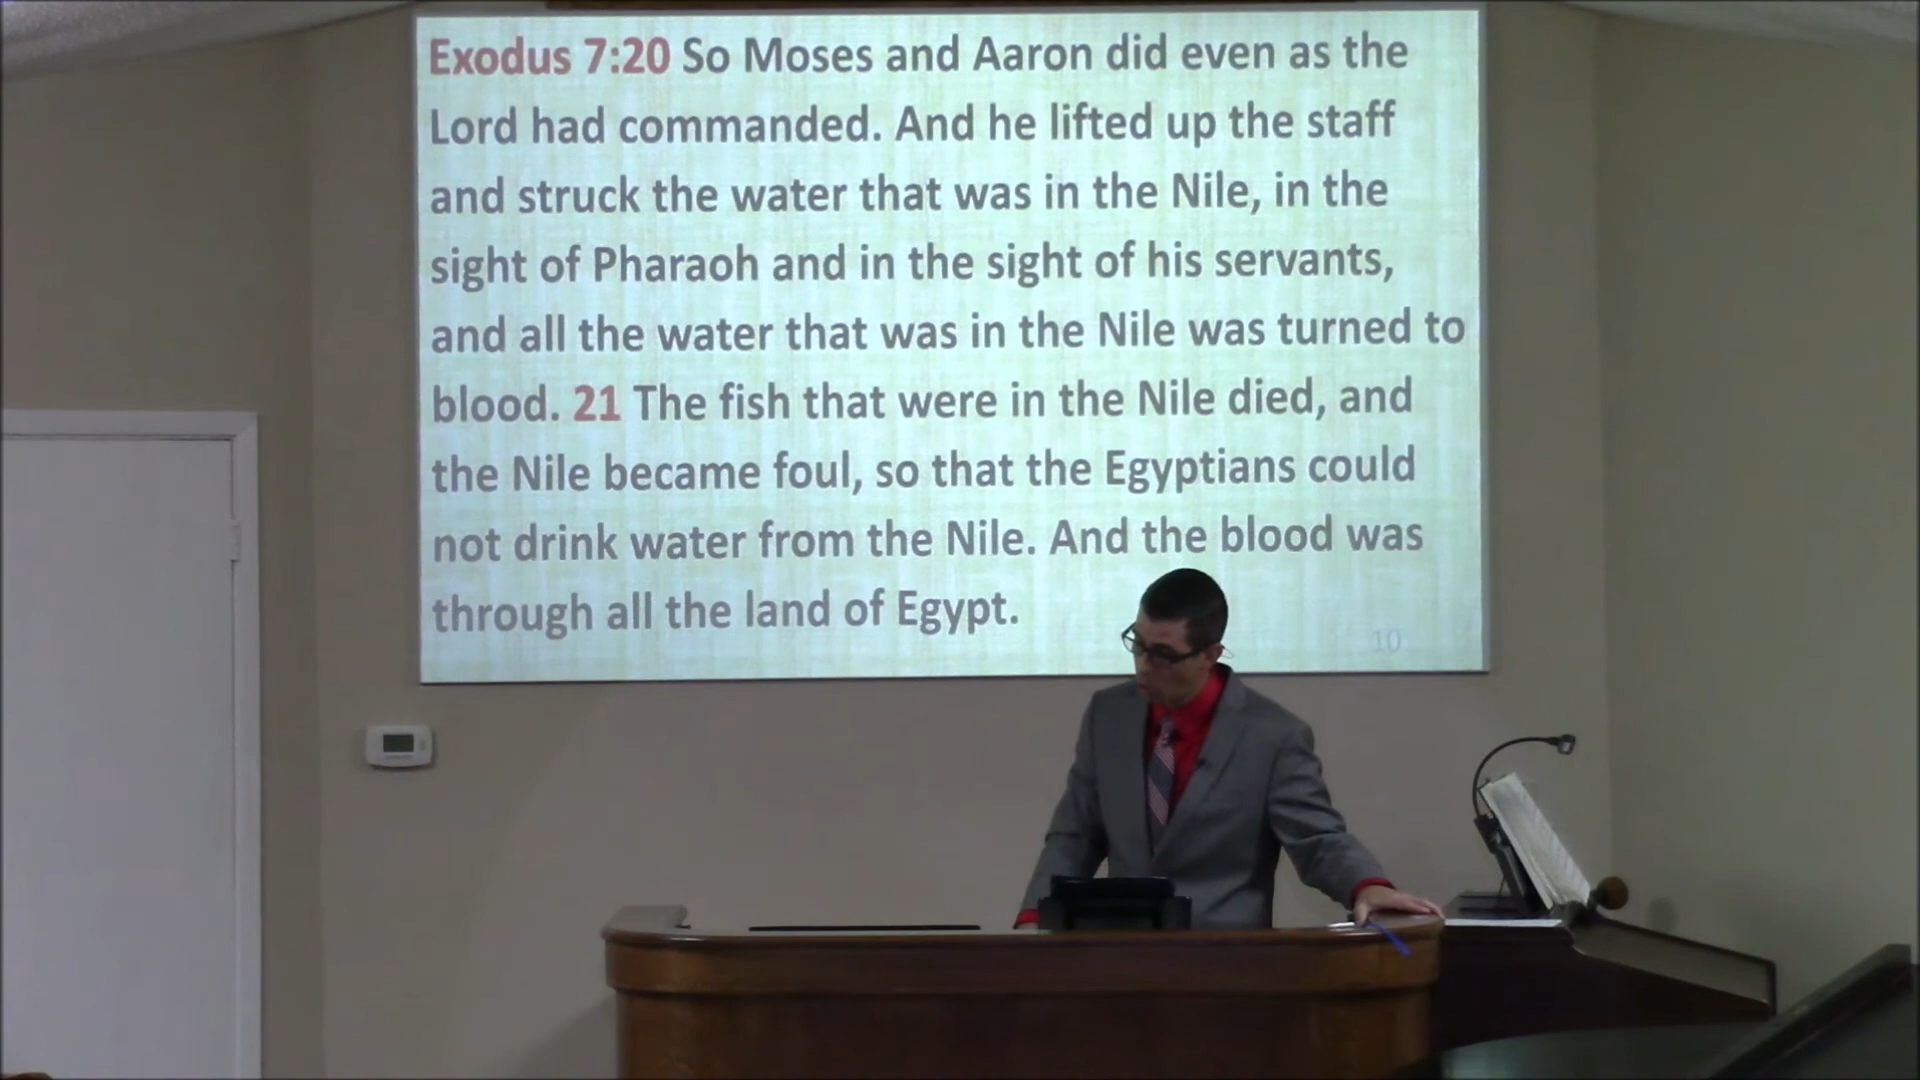 Exodus 7:20 So Moses and Aaron did even as the
Lord had commanded. And he lifted up the staff
and struck the water that was in the Nile, in the
sight of Pharaoh and in the sight of his servants,
and all the water that was in the Nile was turned to
blood. 21 The fish that were in the Nile died, and
the Nile became foul, so that the Egyptians could
not drink water from the Nile. And the blood was
through all the land of Egypt.
10